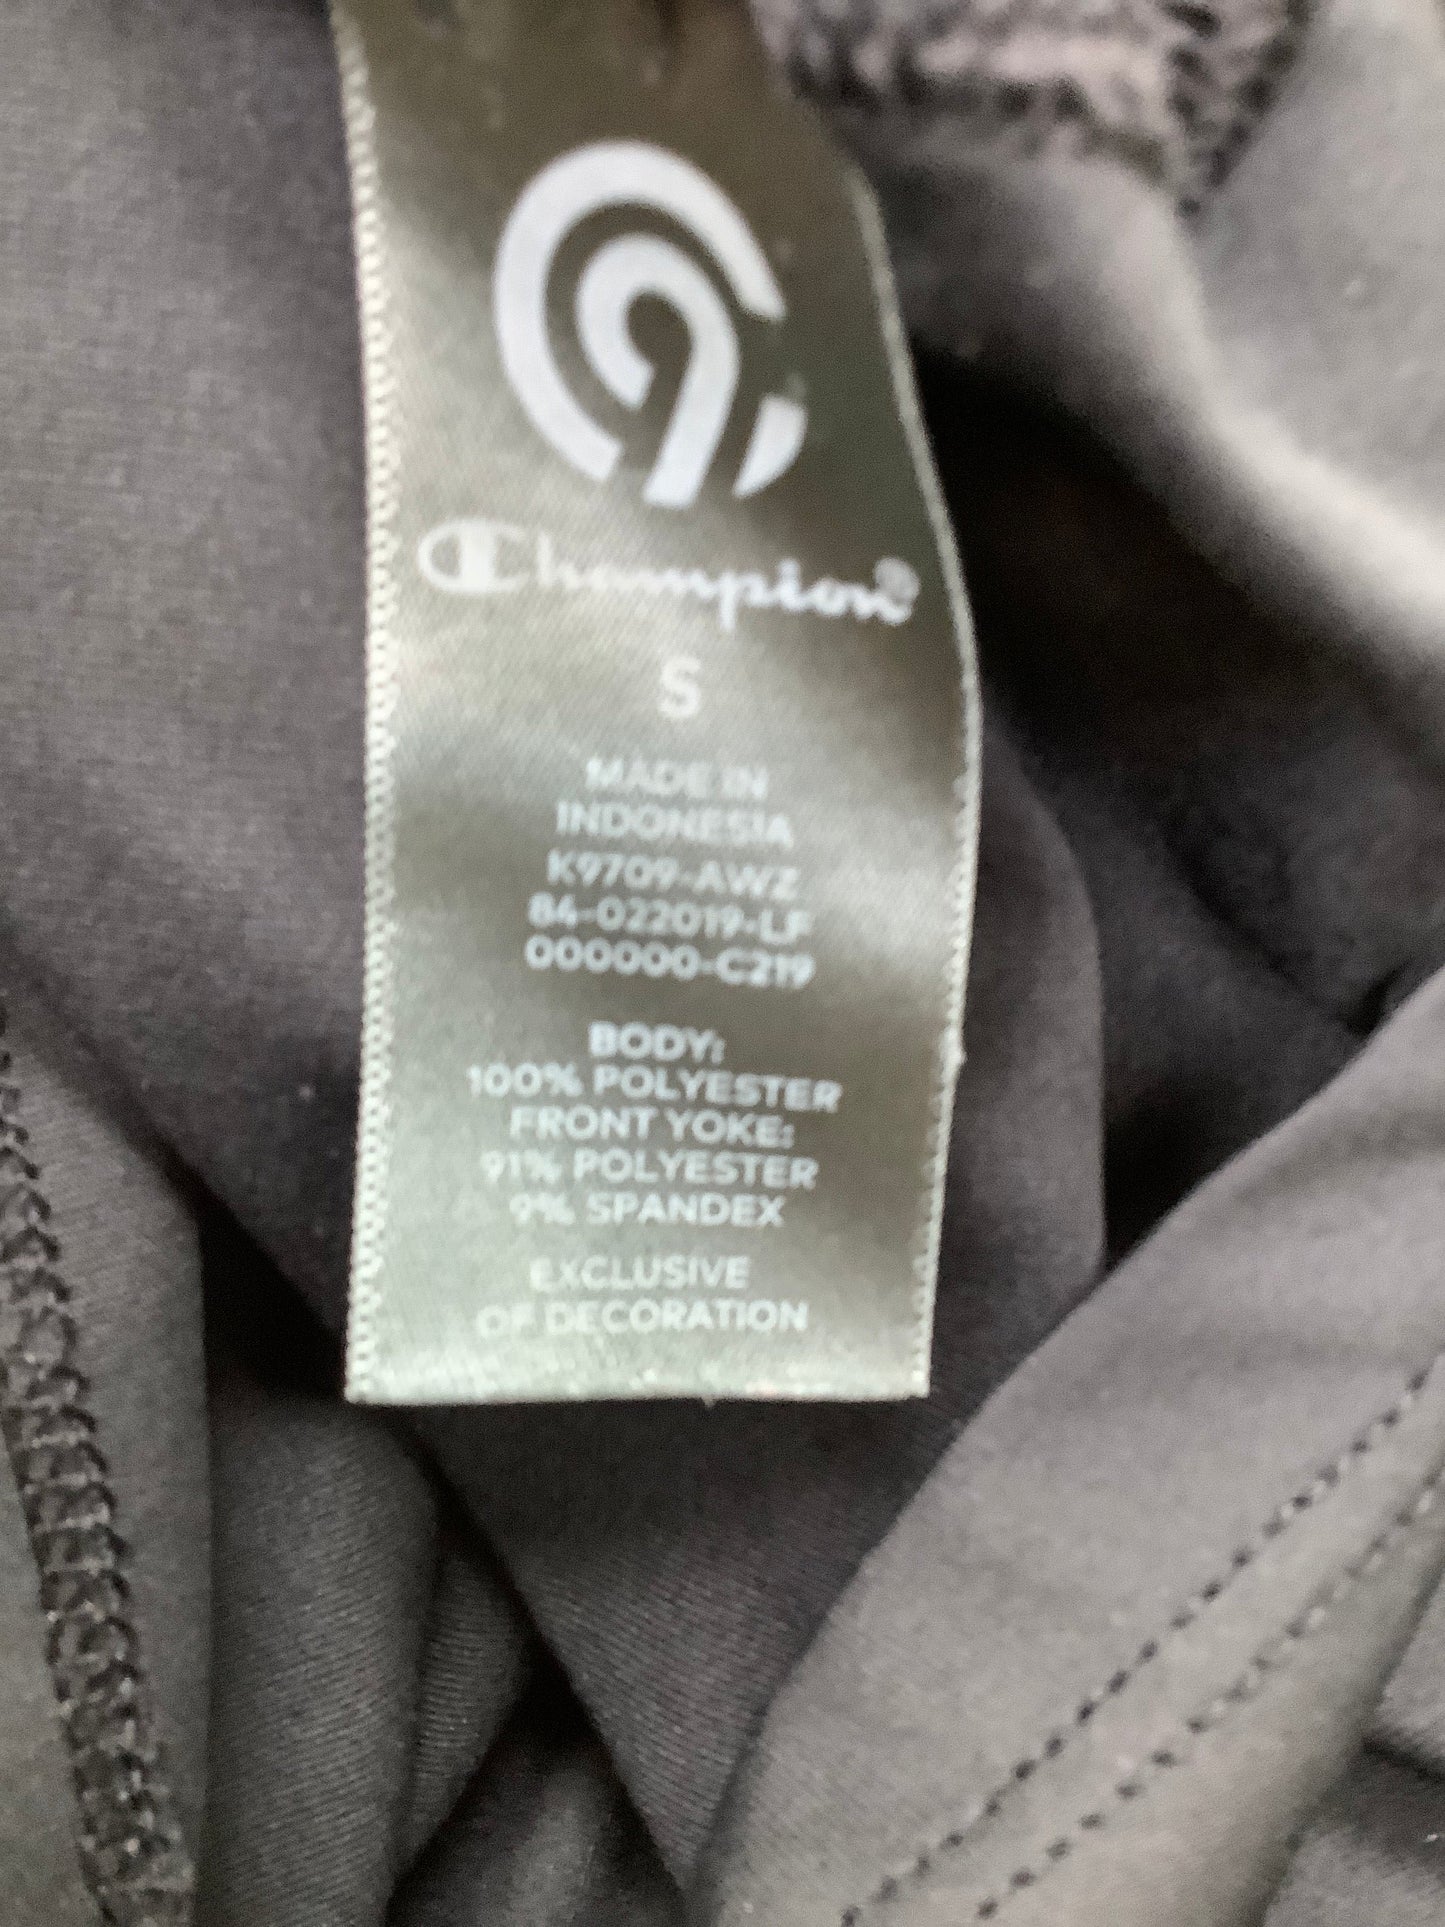 Champion®
S
MADE IN
INDONESIA
K9709-AWZ
84-022019-LF
000000-C219
BODY:
100% POLYESTER
FRONT YOKE:
91% POLYESTER
9% SPANDEX
EXCLUSIVE
OF DECORATION